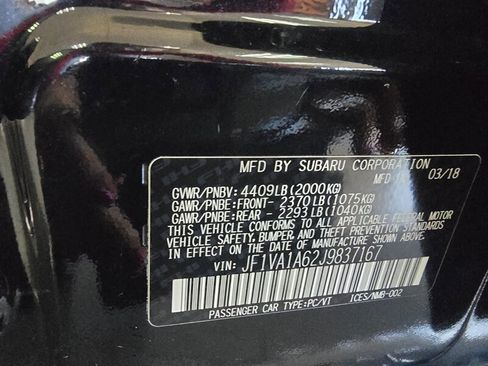 MFD BY SUBARU CORPORATION
MFD IN 03/18
GVWR/PNBV: 4409LB(2000KG)
GAWR/PNBE:FRONT- 2370LB(1075KG)
GAWR/PNBE:REAR - 2293LB(1040KG)
THIS VEHICLE CONFORMS TO ALL APPLICABLE FEDERAL MOTOR
VEHICLE SAFETY, BUMPER, AND THEFT PREVENTION STANDARDS
IN EFFECT ON THE DATE OF MANUFACTURE SHOWN ABOVE.
VIN: JF1VA1A62J9837167
PASSENGER CAR TYPE:PC/VT ICES/NMB-002